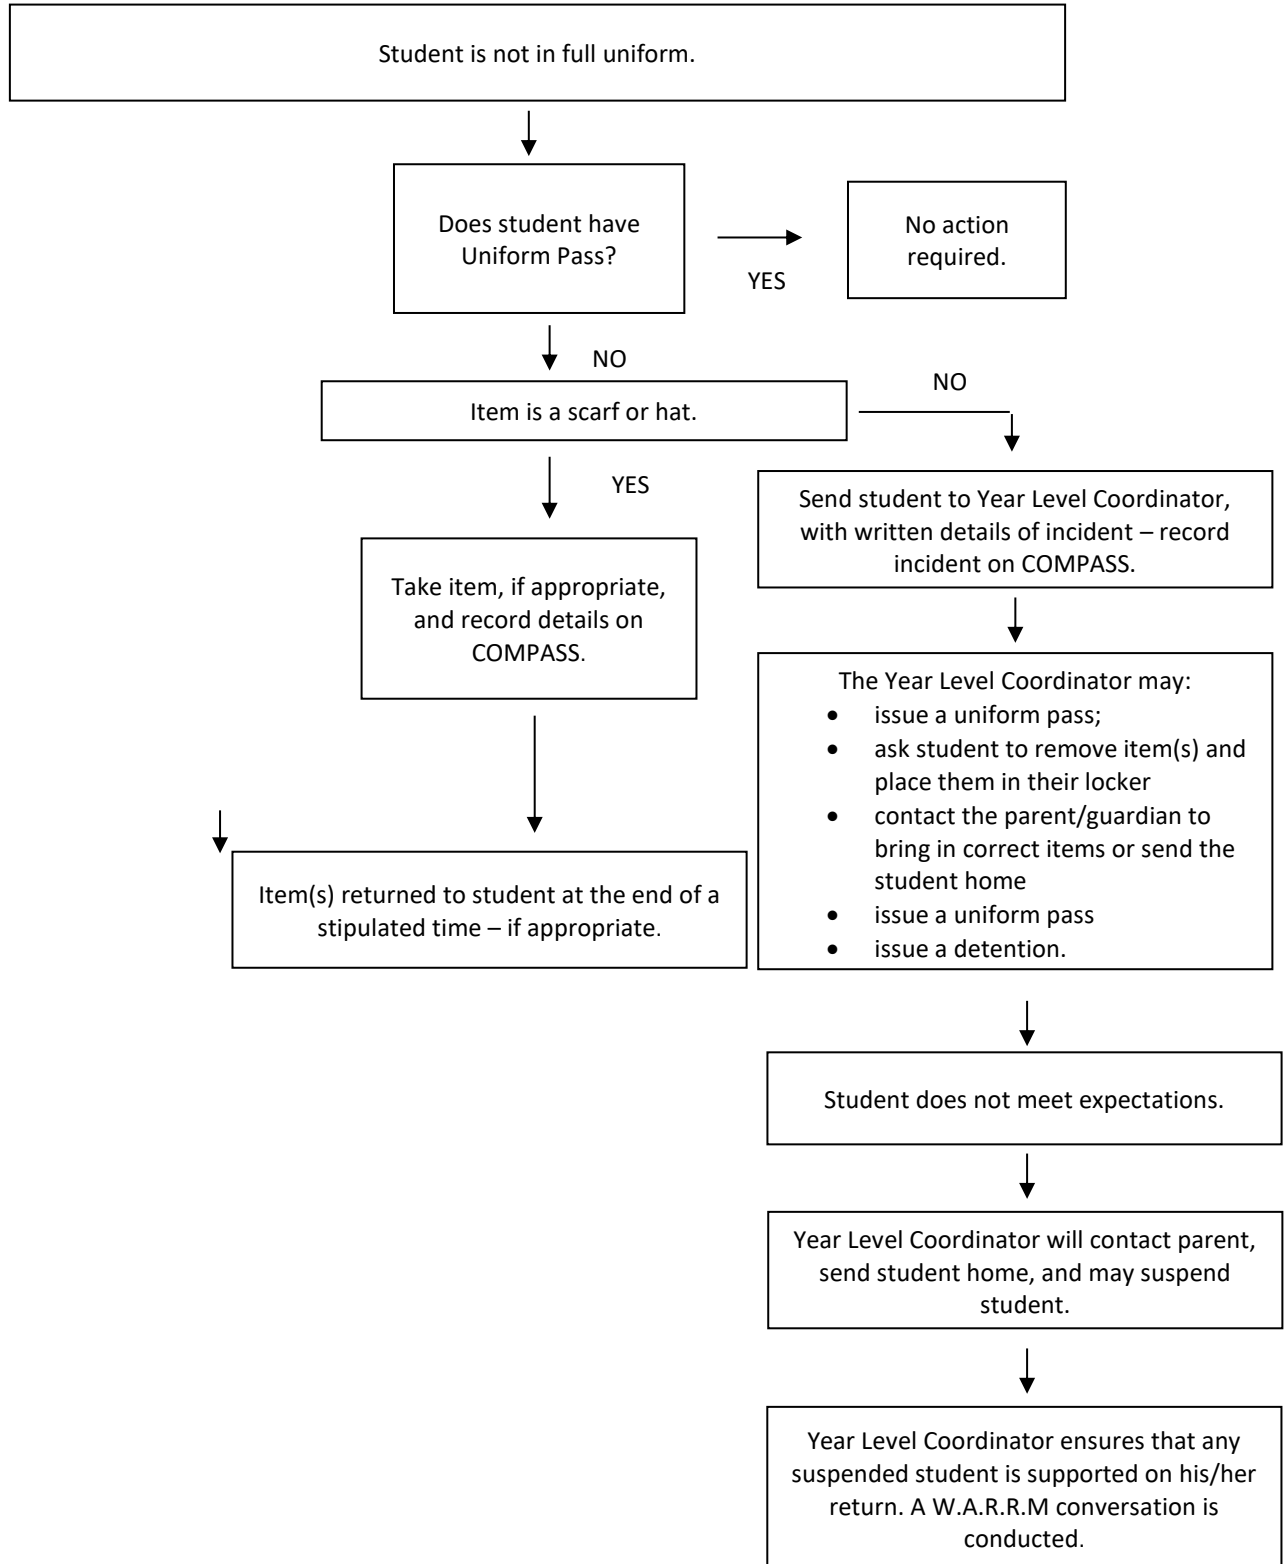 Student is not in full uniform.
Does student have
Uniform Pass?
YES
No action
required.
NO
Item is a scarf or hat.
NO
YES
Take item, if appropriate,
and record details on
COMPASS.
Item(s) returned to student at the end of a
stipulated time – if appropriate.
Send student to Year Level Coordinator,
with written details of incident – record
incident on COMPASS.
The Year Level Coordinator may:
• issue a uniform pass;
• ask student to remove item(s) and
place them in their locker
• contact the parent/guardian to
bring in correct items or send the
student home
• issue a uniform pass
• issue a detention.
Student does not meet expectations.
Year Level Coordinator will contact parent,
send student home, and may suspend
student.
Year Level Coordinator ensures that any
suspended student is supported on his/her
return. A W.A.R.R.M conversation is
conducted.